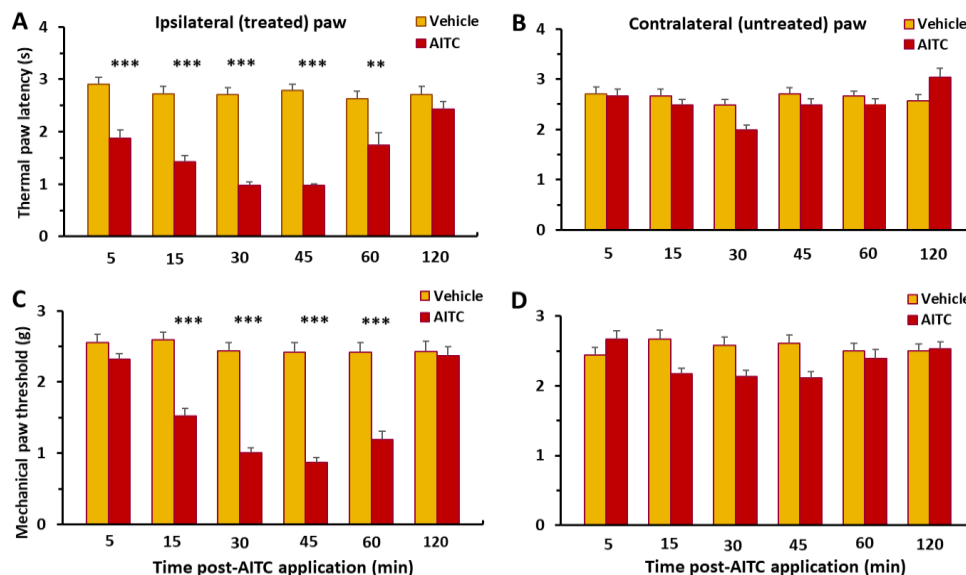 A
Ipsilateral (treated) paw
Vehicle
AITC
Thermal paw latency (s)
4
3
2
1
0
*** *** *** *** **
5 15 30 45 60 120
B
Contralateral (untreated) paw
Vehicle
AITC
4
3
2
1
0
5 15 30 45 60 120
C
Vehicle
AITC
Mechanical paw threshold (g)
3
2
1
0
*** *** *** ***
5 15 30 45 60 120
Time post-AITC application (min)
D
Vehicle
AITC
3
2
1
0
5 15 30 45 60 120
Time post-AITC application (min)